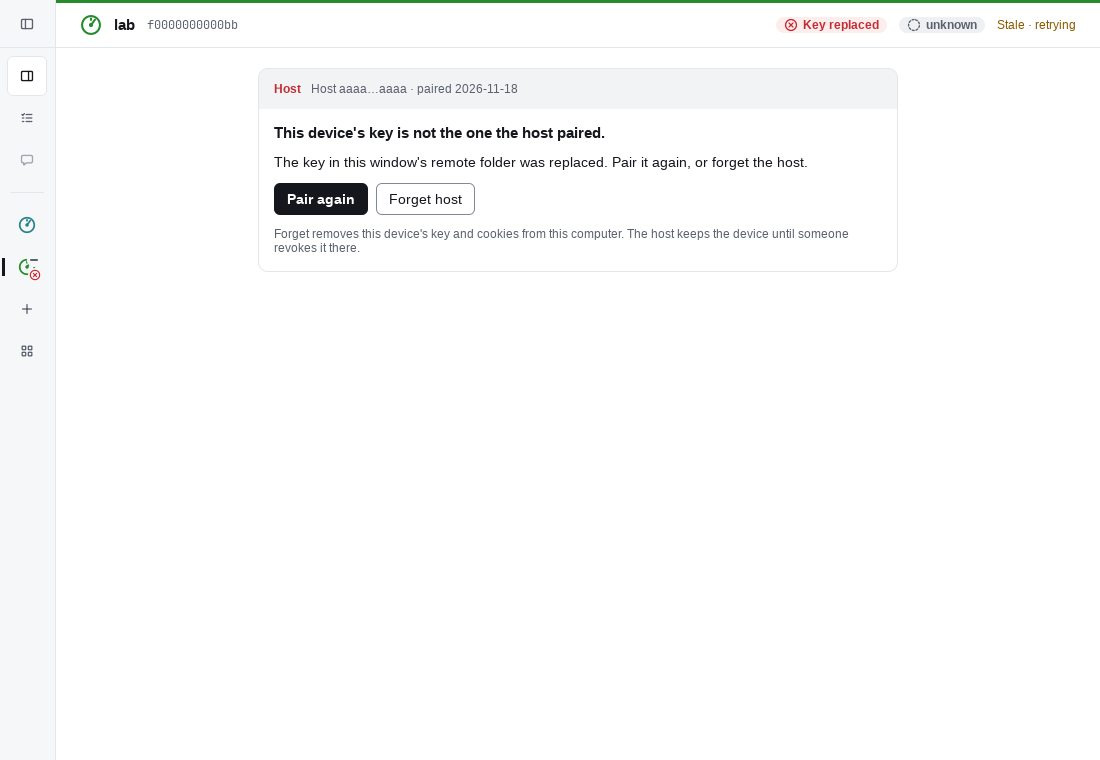 lab f0000000000bb Key replaced unknown Stale · retrying
Host Host aaaa…aaaa · paired 2026-11-18
This device's key is not the one the host paired.
The key in this window's remote folder was replaced. Pair it again, or forget the host.
Pair again Forget host
Forget removes this device's key and cookies from this computer. The host keeps the device until someone
revokes it there.